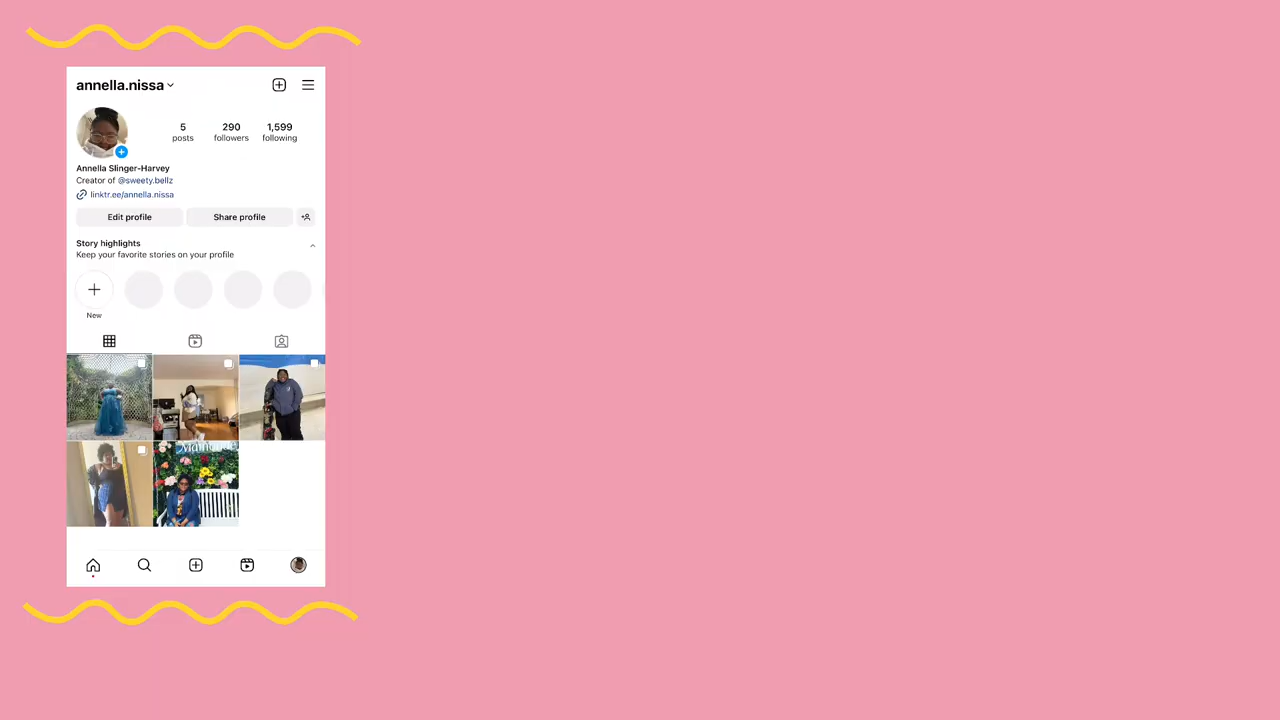 annella.nissa
5 290 1,599
posts followers following
Annella Slinger-Harvey
Creator of @sweety.bellz
linktr.ee/annella.nissa
Edit profile Share profile
Story highlights
Keep your favorite stories on your profile
New